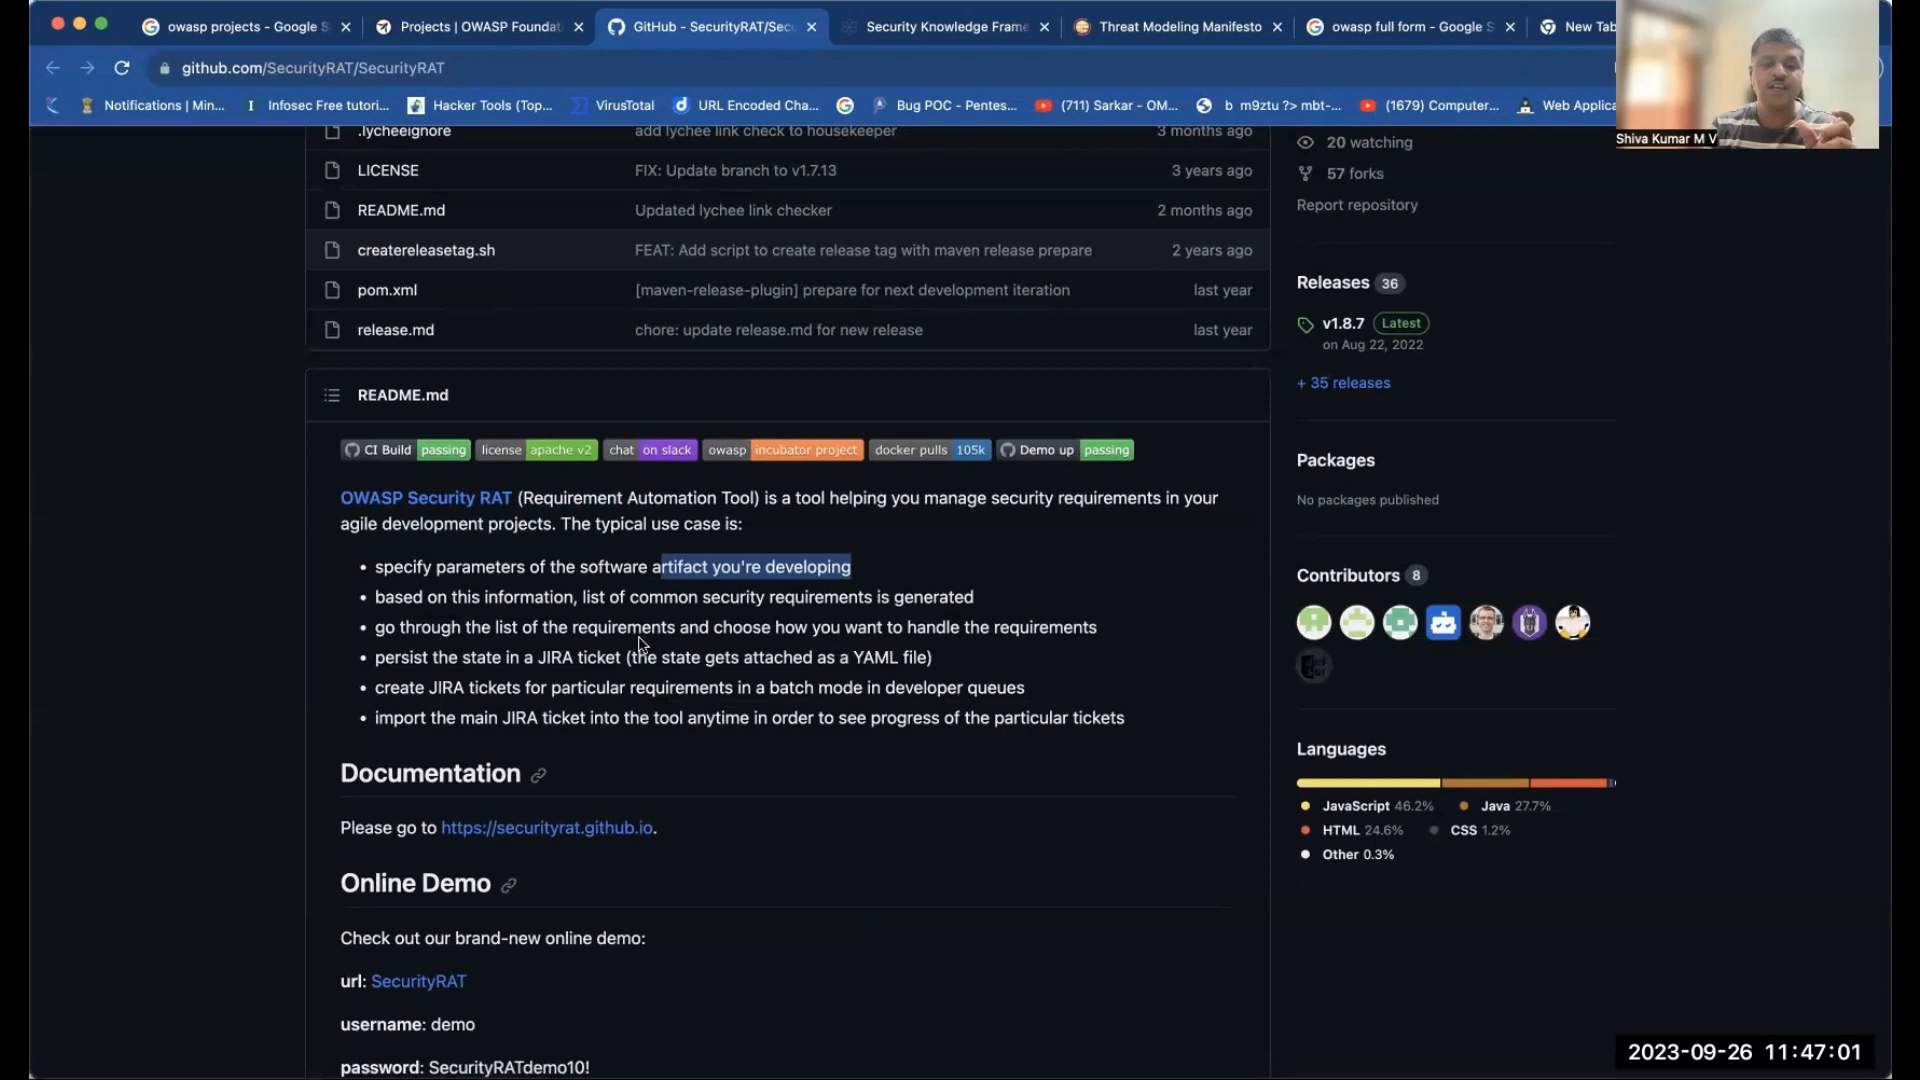 owasp projects - Google S
Projects | OWASP Foundat
GitHub - SecurityRAT/Sec
Security Knowledge Frame
Threat Modeling Manifesto
owasp full form - Google S
New Tab
github.com/SecurityRAT/SecurityRAT
Notifications | Min...
Infosec Free tutori...
Hacker Tools (Top...
VirusTotal
URL Encoded Cha...
Bug POC - Pentes...
(711) Sarkar - OM...
b m9ztu ?> mbt-...
(1679) Computer...
Web Applica
Shiva Kumar M V
.lycheeignore add lychee link check to housekeeper 3 months ago
LICENSE FIX: Update branch to v1.7.13 3 years ago
README.md Updated lychee link checker 2 months ago
createreleasetag.sh FEAT: Add script to create release tag with maven release prepare 2 years ago
pom.xml [maven-release-plugin] prepare for next development iteration last year
release.md chore: update release.md for new release last year
README.md
CI Build passing license apache v2 chat on slack owasp incubator project docker pulls 105k Demo up passing
OWASP Security RAT (Requirement Automation Tool) is a tool helping you manage security requirements in your
agile development projects. The typical use case is:
• specify parameters of the software artifact you're developing
• based on this information, list of common security requirements is generated
• go through the list of the requirements and choose how you want to handle the requirements
• persist the state in a JIRA ticket (the state gets attached as a YAML file)
• create JIRA tickets for particular requirements in a batch mode in developer queues
• import the main JIRA ticket into the tool anytime in order to see progress of the particular tickets
Documentation
Please go to https://securityrat.github.io.
Online Demo
Check out our brand-new online demo:
url: SecurityRAT
username: demo
password: SecurityRATdemo10!
20 watching
57 forks
Report repository
Releases 36
v1.8.7 Latest
on Aug 22, 2022
+ 35 releases
Packages
No packages published
Contributors 8
Languages
JavaScript 46.2% Java 27.7%
HTML 24.6% CSS 1.2%
Other 0.3%
2023-09-26 11:47:01